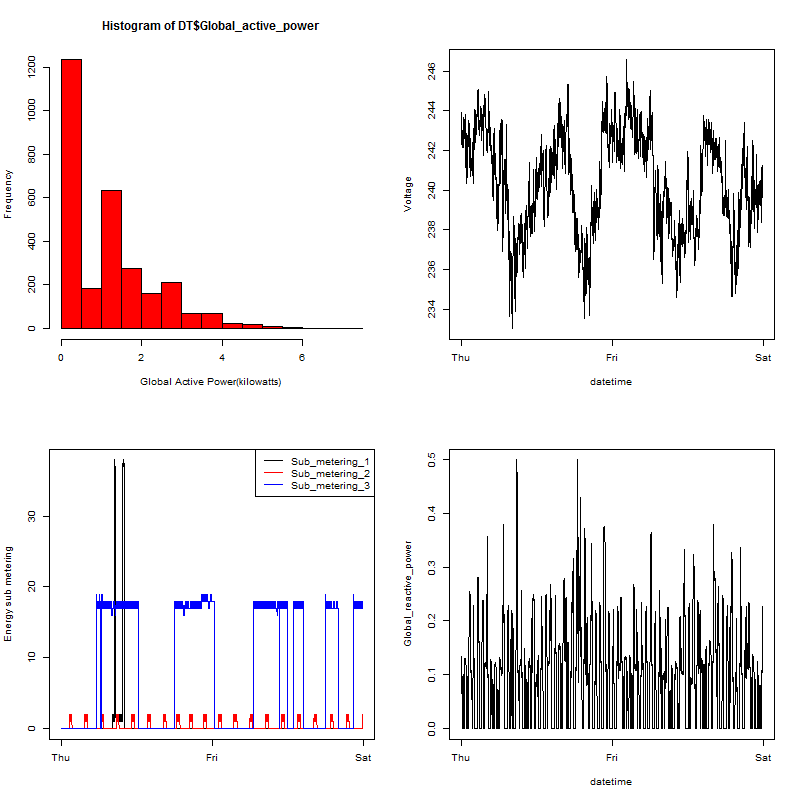 Histogram of DT$Global_active_power
Frequency
0 200 400 600 800 1000 1200
0 2 4 6
Global Active Power(kilowatts)
Voltage
234 236 238 240 242 244 246
Thu Fri Sat
datetime
Energy sub metering
0 10 20 30
Sub_metering_1
Sub_metering_2
Sub_metering_3
Thu Fri Sat
Global_reactive_power
0.0 0.1 0.2 0.3 0.4 0.5
Thu Fri Sat
datetime